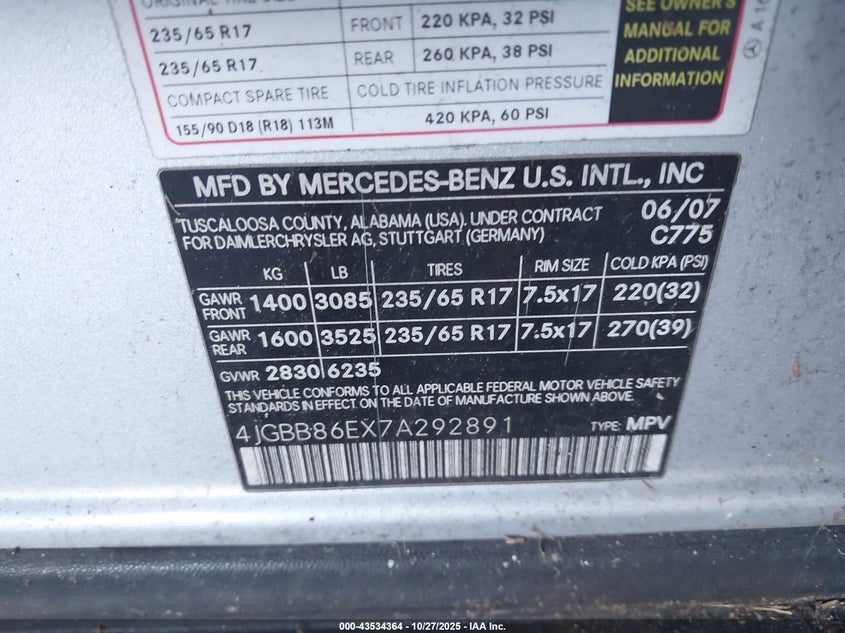 ORIGINAL TIRE SIZE
235/65 R17 FRONT 220 KPA, 32 PSI
235/65 R17 REAR 260 KPA, 38 PSI
COMPACT SPARE TIRE COLD TIRE INFLATION PRESSURE
155/90 D18 (R18) 113M 420 KPA, 60 PSI
SEE OWNER'S
MANUAL FOR
ADDITIONAL
INFORMATION
A 16
MFD BY MERCEDES-BENZ U.S. INTL., INC
TUSCALOOSA COUNTY, ALABAMA (USA). UNDER CONTRACT 06/07
FOR DAIMLERCHRYSLER AG, STUTTGART (GERMANY) C775
KG LB TIRES RIM SIZE COLD KPA (PSI)
GAWR FRONT 1400 3085 235/65 R17 7.5x17 220(32)
GAWR REAR 1600 3525 235/65 R17 7.5x17 270(39)
GVWR 2830 6235
THIS VEHICLE CONFORMS TO ALL APPLICABLE FEDERAL MOTOR VEHICLE SAFETY
STANDARDS IN EFFECT ON THE DATE OF MANUFACTURE SHOWN ABOVE.
4JGBB86EX7A292891 TYPE: MPV
000-43534364 - 10/27/2025 - IAA Inc.